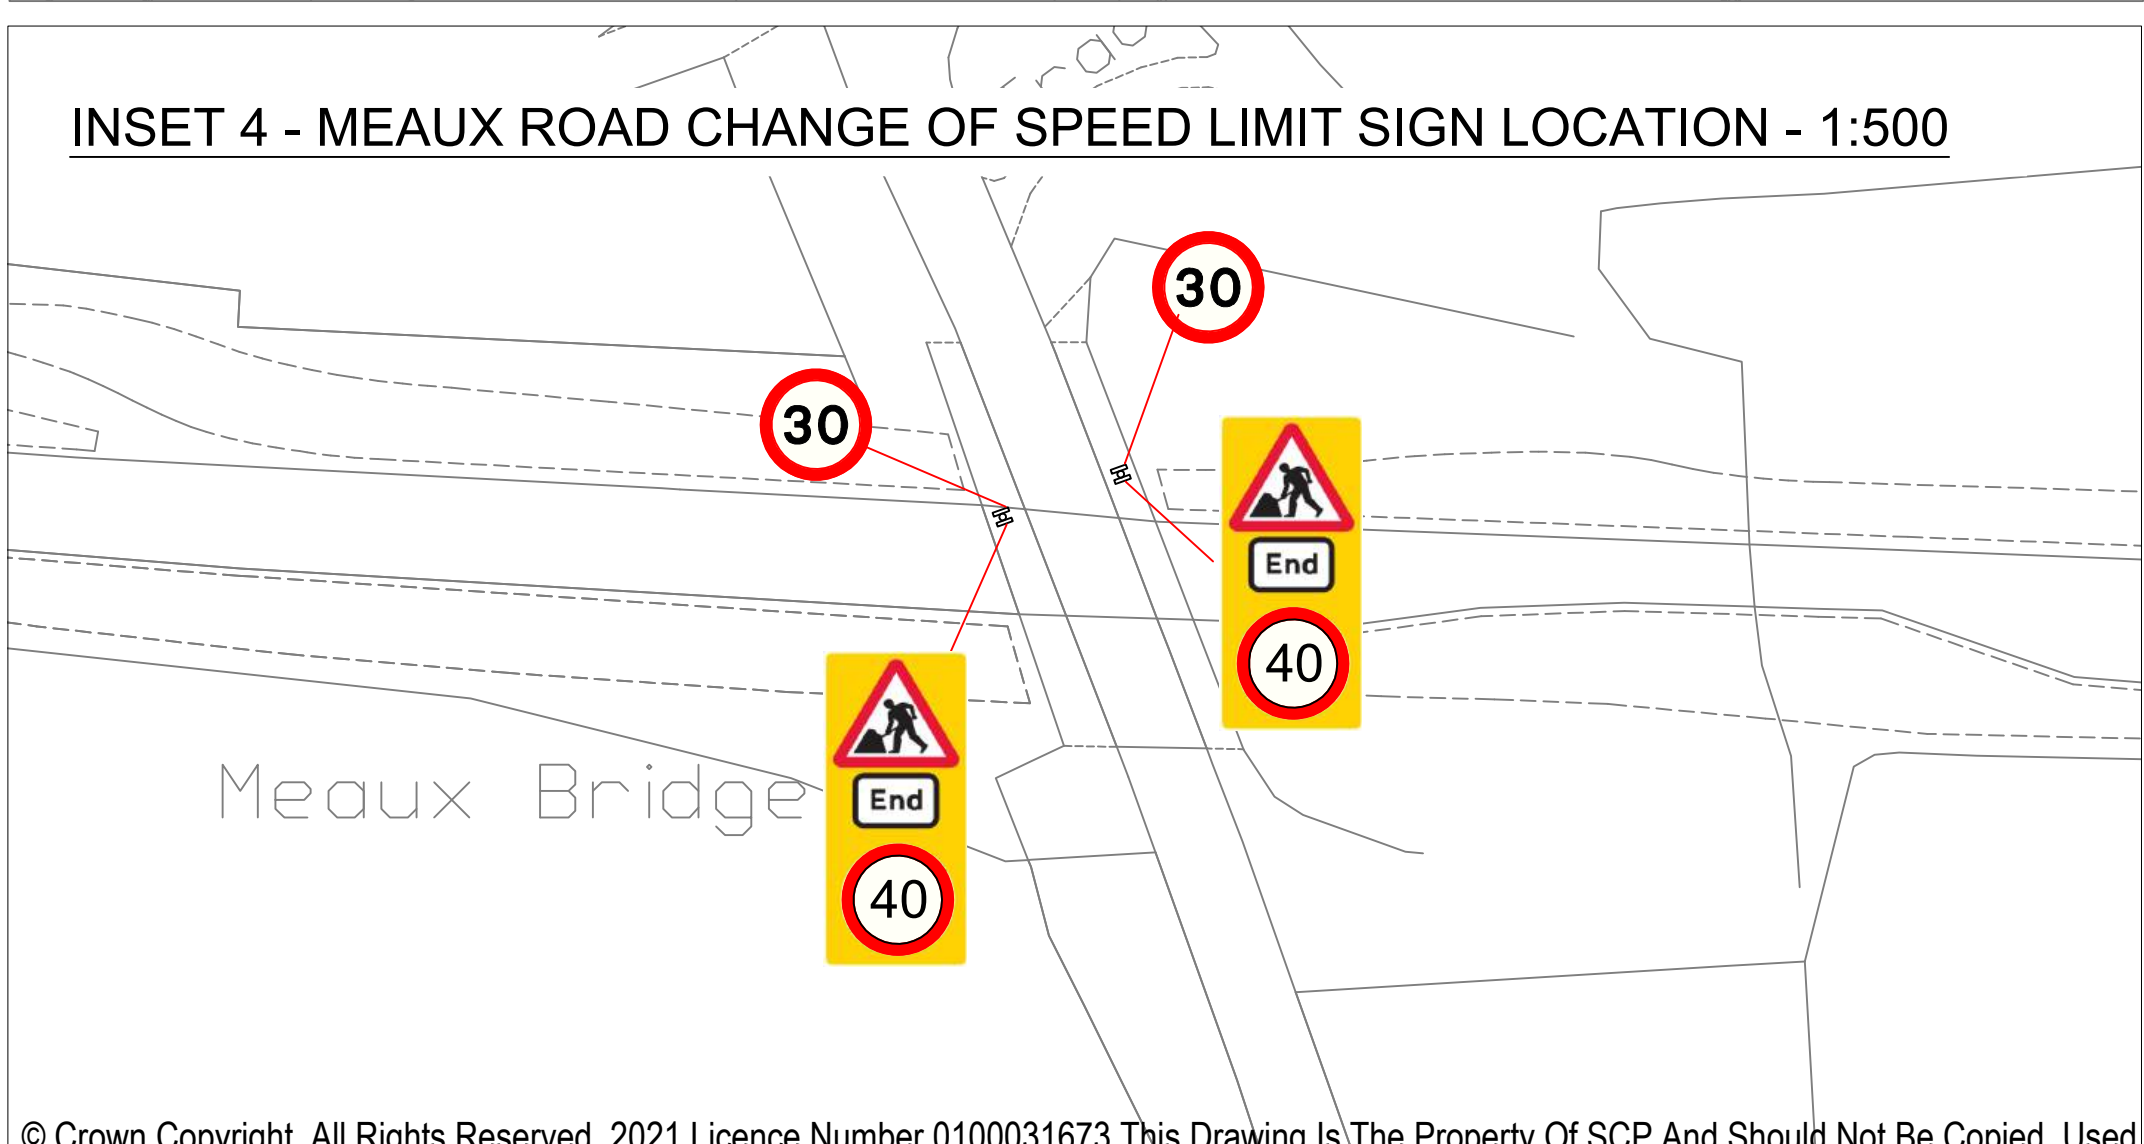 INSET 4 - MEAUX ROAD CHANGE OF SPEED LIMIT SIGN LOCATION - 1:500
30
30
End
40
Meaux Bridge
End
40
© Crown Copyright. All Rights Reserved. 2021 Licence Number 0100031673 This Drawing Is The Property Of SCP And Should Not Be Copied, Used